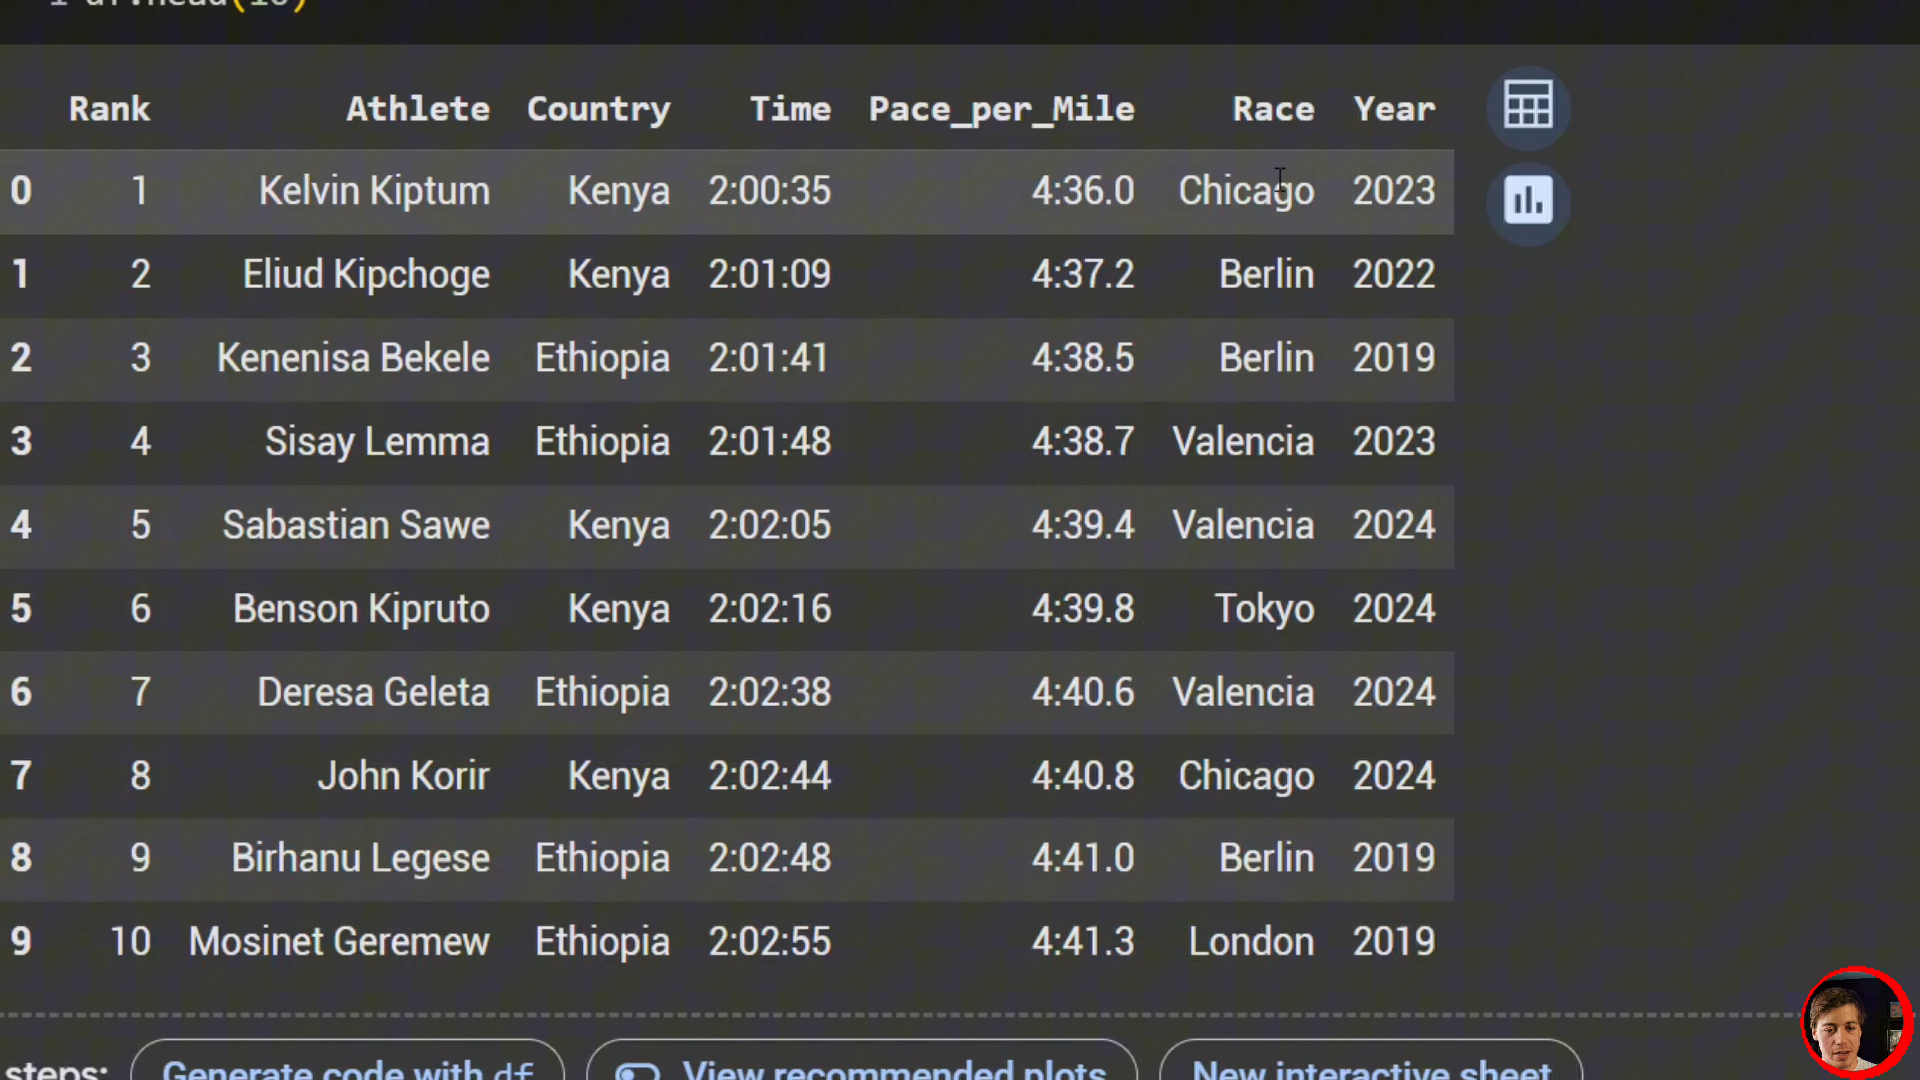 1 df.head(10)
Rank Athlete Country Time Pace_per_Mile Race Year
0 1 Kelvin Kiptum Kenya 2:00:35 4:36.0 Chicago 2023
1 2 Eliud Kipchoge Kenya 2:01:09 4:37.2 Berlin 2022
2 3 Kenenisa Bekele Ethiopia 2:01:41 4:38.5 Berlin 2019
3 4 Sisay Lemma Ethiopia 2:01:48 4:38.7 Valencia 2023
4 5 Sabastian Sawe Kenya 2:02:05 4:39.4 Valencia 2024
5 6 Benson Kipruto Kenya 2:02:16 4:39.8 Tokyo 2024
6 7 Deresa Geleta Ethiopia 2:02:38 4:40.6 Valencia 2024
7 8 John Korir Kenya 2:02:44 4:40.8 Chicago 2024
8 9 Birhanu Legese Ethiopia 2:02:48 4:41.0 Berlin 2019
9 10 Mosinet Geremew Ethiopia 2:02:55 4:41.3 London 2019
steps: Generate code with df View recommended plots New interactive sheet